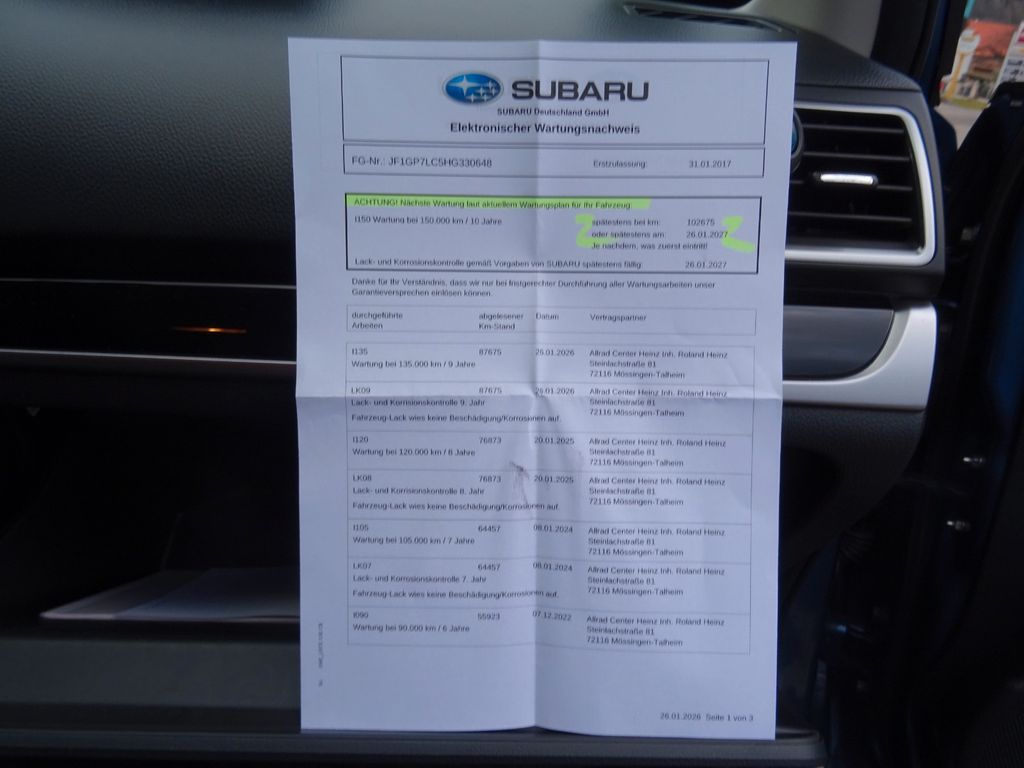 SUBARU
SUBARU Deutschland GmbH
Elektronischer Wartungsnachweis
FG-Nr.: JF1GP7LC5HG330648 Erstzulassung: 31.01.2017
ACHTUNG! Nächste Wartung laut aktuellem Wartungsplan für Ihr Fahrzeug:
I150 Wartung bei 150.000 km / 10 Jahre spätestens bei km: 102675
oder spätestens am: 26.01.2027
Je nachdem, was zuerst eintritt!
Lack- und Korrosionskontrolle gemäß Vorgaben von SUBARU spätestens fällig: 26.01.2027
Danke für Ihr Verständnis, dass wir nur bei fristgerechter Durchführung aller Wartungsarbeiten unser
Garantieversprechen einlösen können.
durchgeführte abgelesener Datum Vertragspartner
Arbeiten Km-Stand
I135 87675 26.01.2026 Allrad Center Heinz Inh. Roland Heinz
Wartung bei 135.000 km / 9 Jahre Steinlachstraße 81
72116 Mössingen-Talheim
LK09 87675 26.01.2026 Allrad Center Heinz Inh. Roland Heinz
Lack- und Korrisionskontrolle 9. Jahr Steinlachstraße 81
72116 Mössingen-Talheim
Fahrzeug-Lack wies keine Beschädigung/Korrosionen auf.
I120 76873 20.01.2025 Allrad Center Heinz Inh. Roland Heinz
Wartung bei 120.000 km / 8 Jahre Steinlachstraße 81
72116 Mössingen-Talheim
LK08 76873 20.01.2025 Allrad Center Heinz Inh. Roland Heinz
Lack- und Korrisionskontrolle 8. Jahr Steinlachstraße 81
72116 Mössingen-Talheim
Fahrzeug-Lack wies keine Beschädigung/Korrosionen auf.
I105 64457 08.01.2024 Allrad Center Heinz Inh. Roland Heinz
Wartung bei 105.000 km / 7 Jahre Steinlachstraße 81
72116 Mössingen-Talheim
LK07 64457 08.01.2024 Allrad Center Heinz Inh. Roland Heinz
Lack- und Korrosionskontrolle 7. Jahr Steinlachstraße 81
72116 Mössingen-Talheim
Fahrzeug-Lack wies keine Beschädigung/Korrosionen auf.
I090 55923 07.12.2022 Allrad Center Heinz Inh. Roland Heinz
Wartung bei 90.000 km / 6 Jahre Steinlachstraße 81
72116 Mössingen-Talheim
26.01.2026 Seite 1 von 3